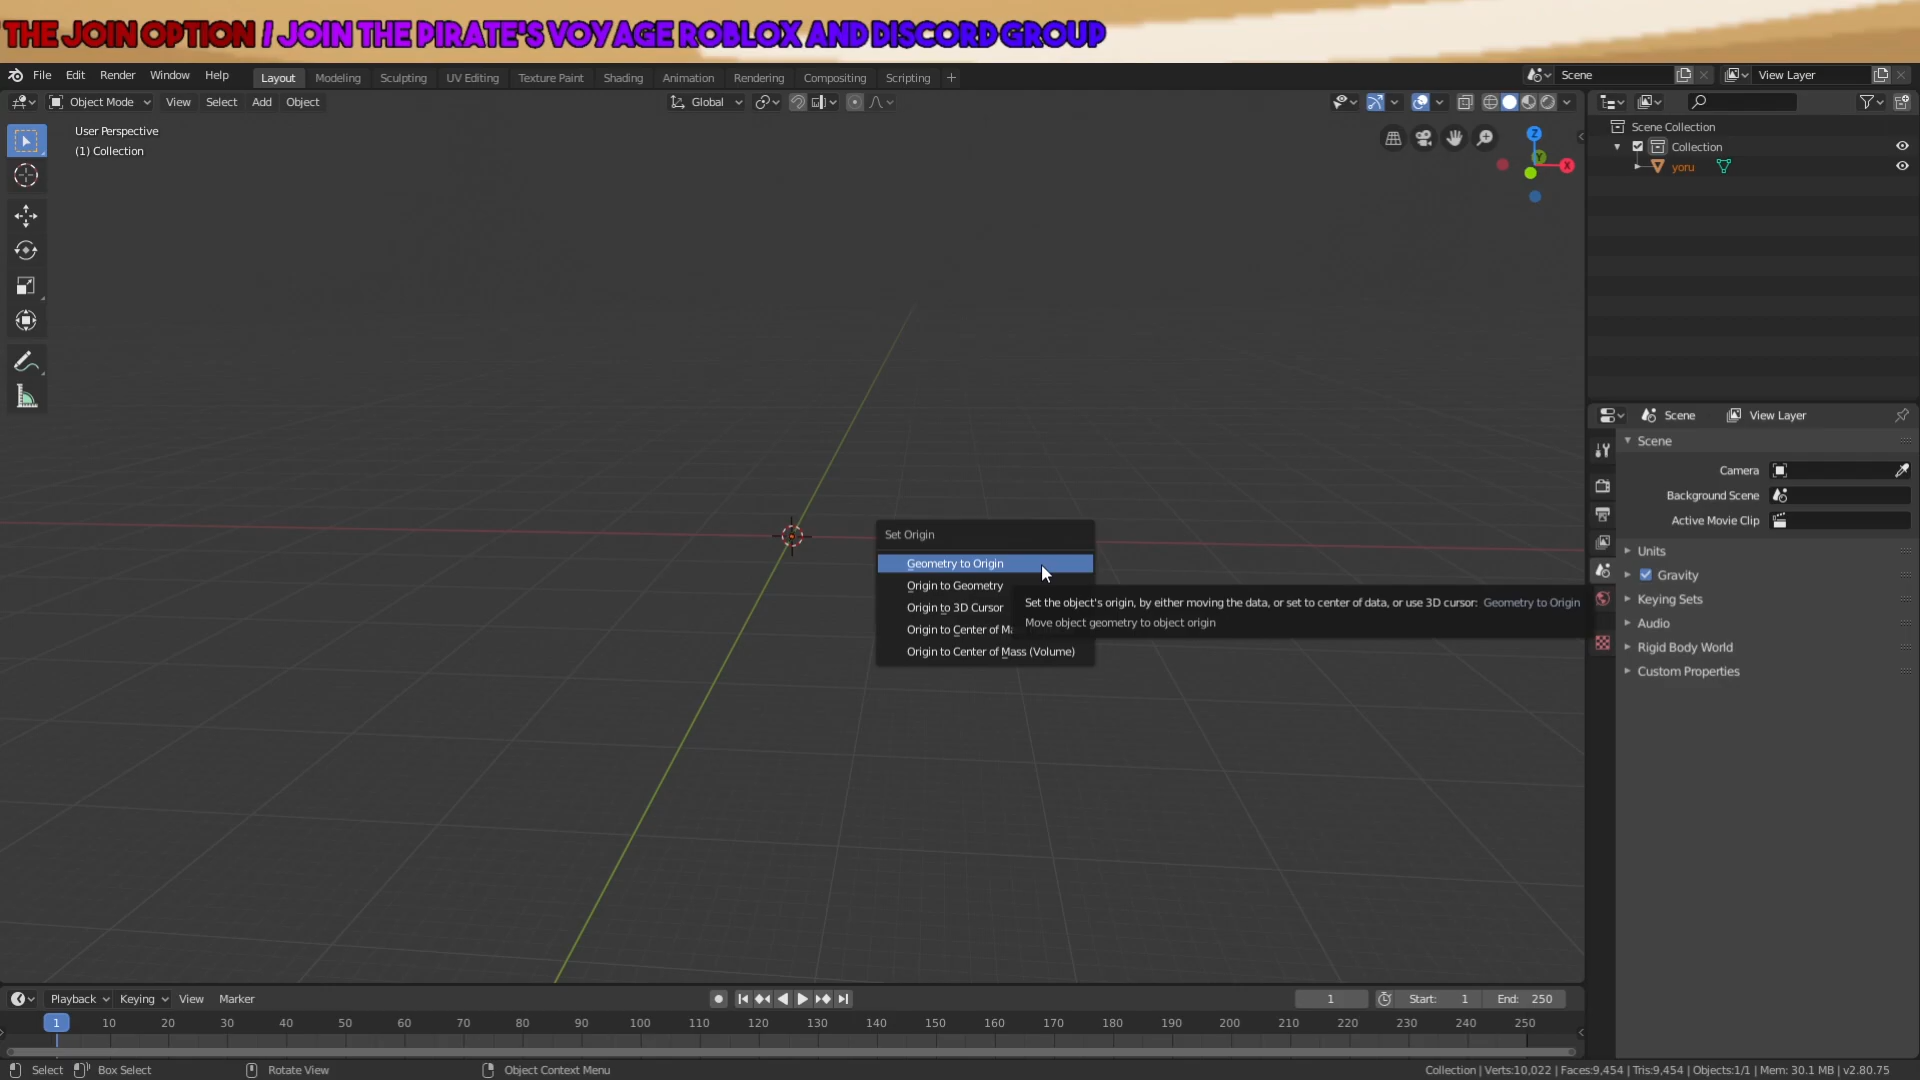 THE JOIN OPTION / JOIN THE PIRATE'S VOYAGE ROBLOX AND DISCORD GROUP
File Edit Render Window Help Layout Modeling Sculpting UV Editing Texture Paint Shading Animation Rendering Compositing Scripting + Scene View Layer
Object Mode View Select Add Object Global
User Perspective
(1) Collection
Z
Y
X
Scene Collection
Collection
yoru
Set Origin
Geometry to Origin
Origin to Geometry
Origin to 3D Cursor
Origin to Center of Ma
Origin to Center of Mass (Volume)
Set the object's origin, by either moving the data, or set to center of data, or use 3D cursor: Geometry to Origin
Move object geometry to object origin
Scene View Layer
Scene
Camera
Background Scene
Active Movie Clip
Units
Gravity
Keying Sets
Audio
Rigid Body World
Custom Properties
Playback Keying View Marker 1 Start: 1 End: 250
1 10 20 30 40 50 60 70 80 90 100 110 120 130 140 150 160 170 180 190 200 210 220 230 240 250
Select Box Select Rotate View Object Context Menu Collection | Verts:10,022 | Faces:9,454 | Tris:9,454 | Objects:1/1 | Mem: 30.1 MB | v2.80.75